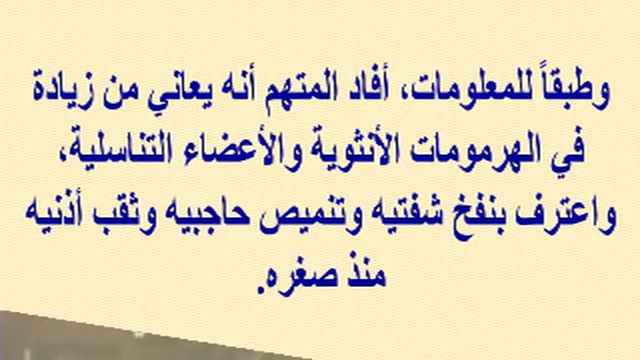 وطبقاً للمعلومات، أفاد المتهم أنه يعاني من زيادة
في الهرمومات الأنثوية والأعضاء التناسلية،
واعترف بنفخ شفتيه وتنميص حاجبيه وثقب أذنيه
منذ صغره.